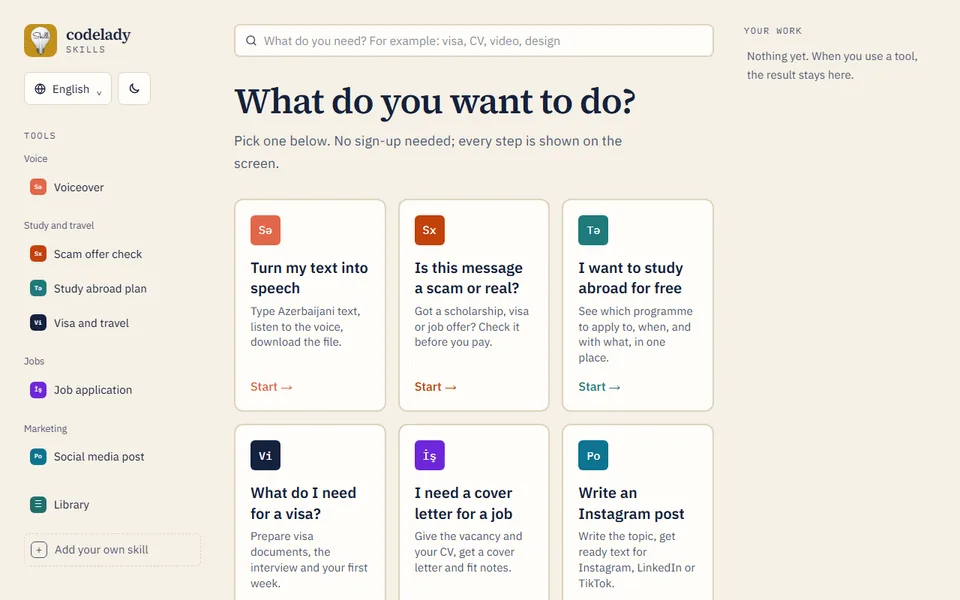 codelady
SKILLS
English
TOOLS
Voice
Sə Voiceover
Study and travel
Sx Scam offer check
Tə Study abroad plan
Vi Visa and travel
Jobs
İş Job application
Marketing
Po Social media post
Library
+ Add your own skill
What do you need? For example: visa, CV, video, design
What do you want to do?
Pick one below. No sign-up needed; every step is shown on the
screen.
Sə
Turn my text into
speech
Type Azerbaijani text,
listen to the voice,
download the file.
Start →
Sx
Is this message
a scam or real?
Got a scholarship, visa
or job offer? Check it
before you pay.
Start →
Tə
I want to study
abroad for free
See which programme
to apply to, when, and
with what, in one
place.
Start →
Vi
What do I need
for a visa?
Prepare visa
documents, the
interview and your first
week.
İş
I need a cover
letter for a job
Give the vacancy and
your CV, get a cover
letter and fit notes.
Po
Write an
Instagram post
Write the topic, get
ready text for
Instagram, LinkedIn or
TikTok.
YOUR WORK
Nothing yet. When you use a tool,
the result stays here.